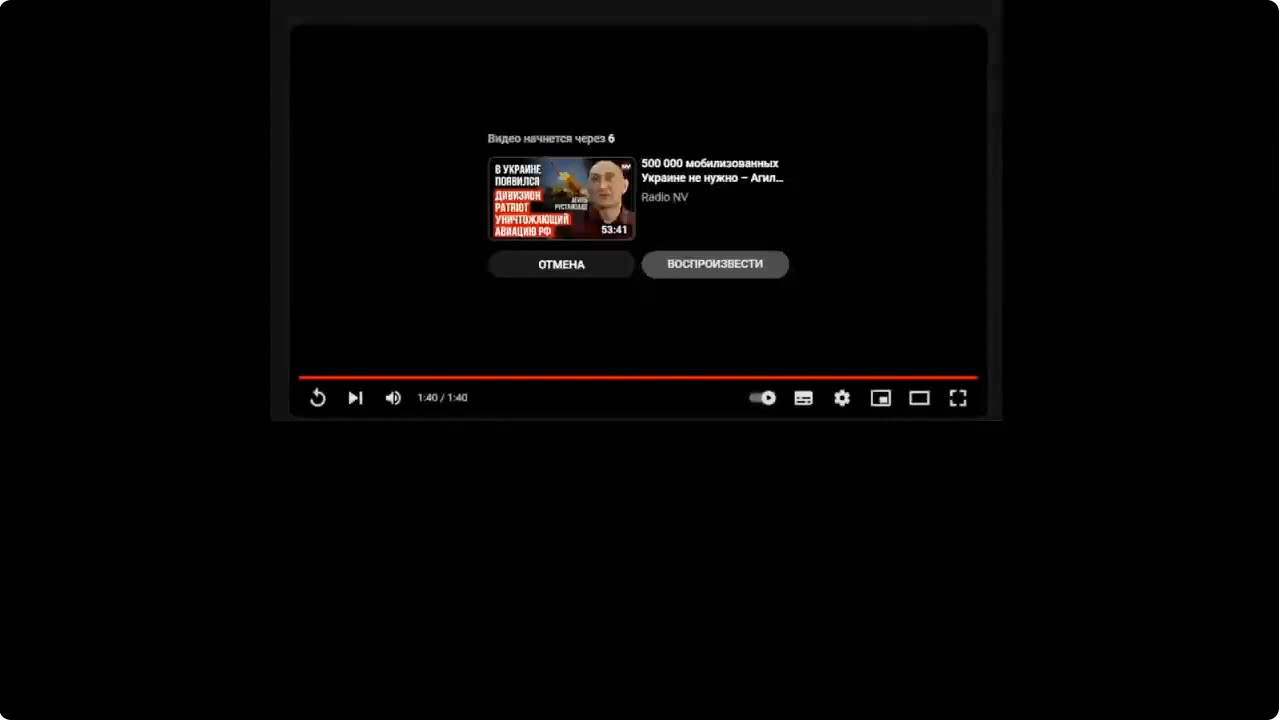 Видео начнется через 6
В УКРАИНЕ
ПОЯВИЛСЯ
ДИВИЗИОН
PATRIOT
УНИЧТОЖАЮЩИЙ
АВИАЦИЮ РФ
NV
53:41
500 000 мобилизованных
Украине не нужно – Агил...
Radio NV
ОТМЕНА
ВОСПРОИЗВЕСТИ
1:40 / 1:40